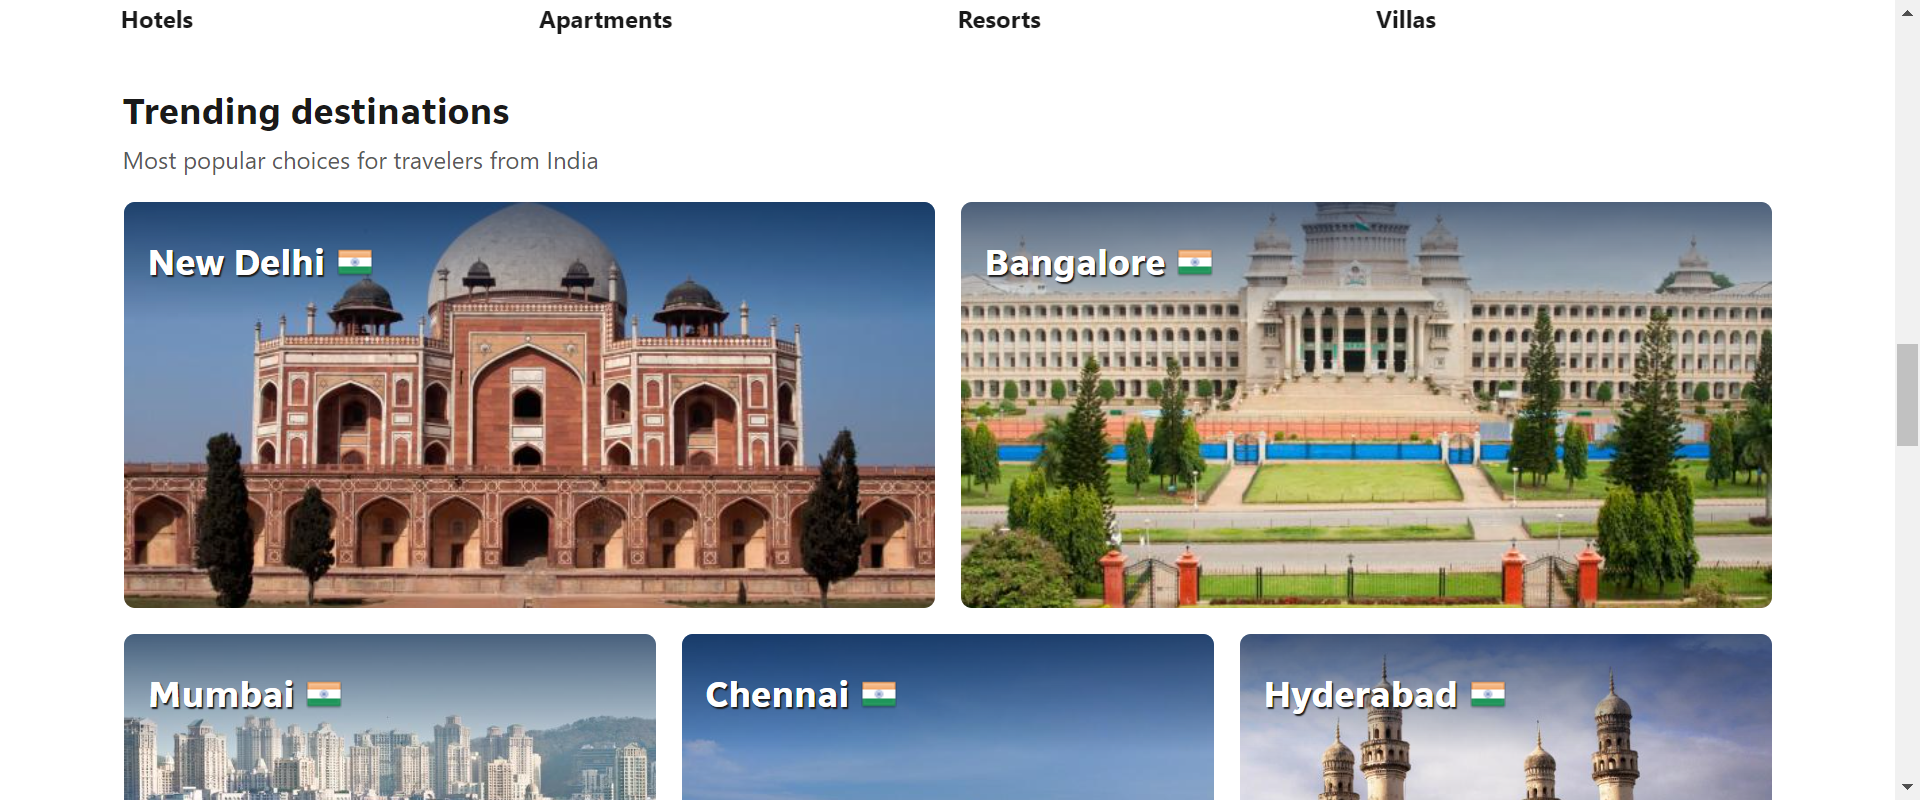 Hotels
Apartments
Resorts
Villas
Trending destinations
Most popular choices for travelers from India
New Delhi
Bangalore
Mumbai
Chennai
Hyderabad